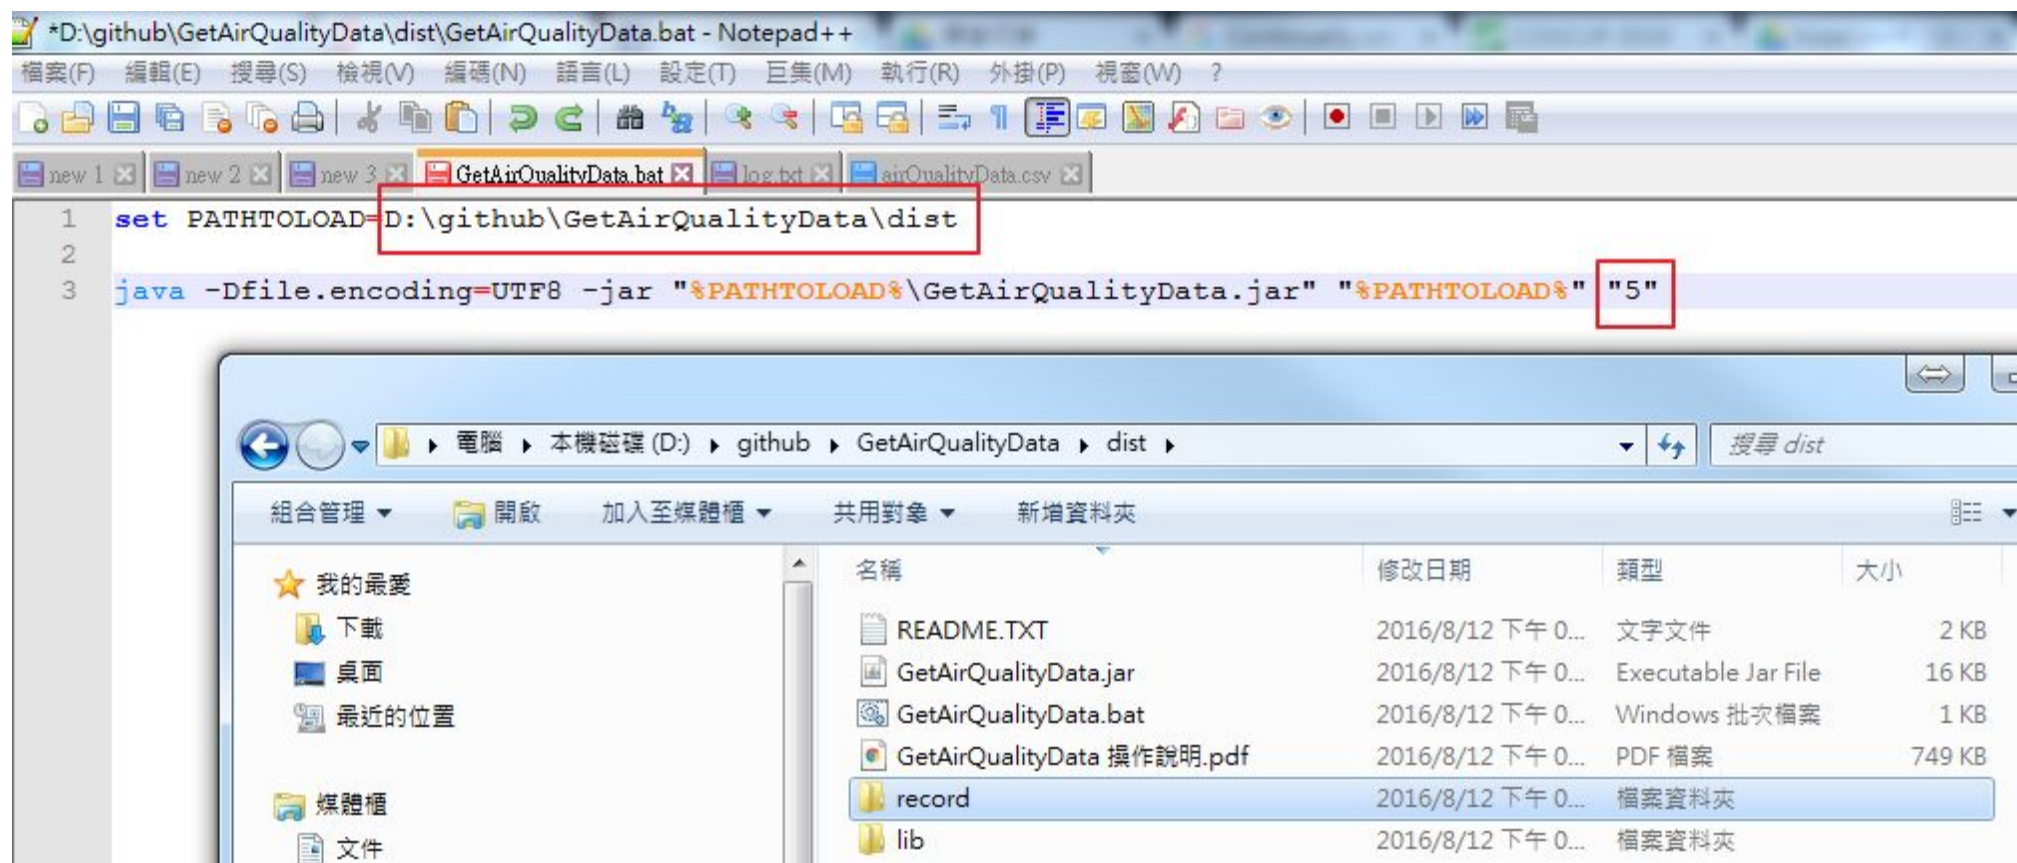 *D:\github\GetAirQualityData\dist\GetAirQualityData.bat - Notepad++
檔案(F) 編輯(E) 搜尋(S) 檢視(V) 編碼(N) 語言(L) 設定(T) 巨集(M) 執行(R) 外掛(P) 視窗(W) ?
new 1 new 2 new 3 GetAirQualityData.bat log.txt airQualityData.csv
1 set PATHTOLOAD=D:\github\GetAirQualityData\dist
2
3 java -Dfile.encoding=UTF8 -jar "%PATHTOLOAD%\GetAirQualityData.jar" "%PATHTOLOAD%" "5"
電腦 本機磁碟 (D:) github GetAirQualityData dist 搜尋 dist
組合管理 開啟 加入至媒體櫃 共用對象 新增資料夾
名稱 修改日期 類型 大小
我的最愛
下載
桌面
最近的位置
媒體櫃
文件
README.TXT 2016/8/12 下午 0... 文字文件 2 KB
GetAirQualityData.jar 2016/8/12 下午 0... Executable Jar File 16 KB
GetAirQualityData.bat 2016/8/12 下午 0... Windows 批次檔案 1 KB
GetAirQualityData 操作說明.pdf 2016/8/12 下午 0... PDF 檔案 749 KB
record 2016/8/12 下午 0... 檔案資料夾
lib 2016/8/12 下午 0... 檔案資料夾